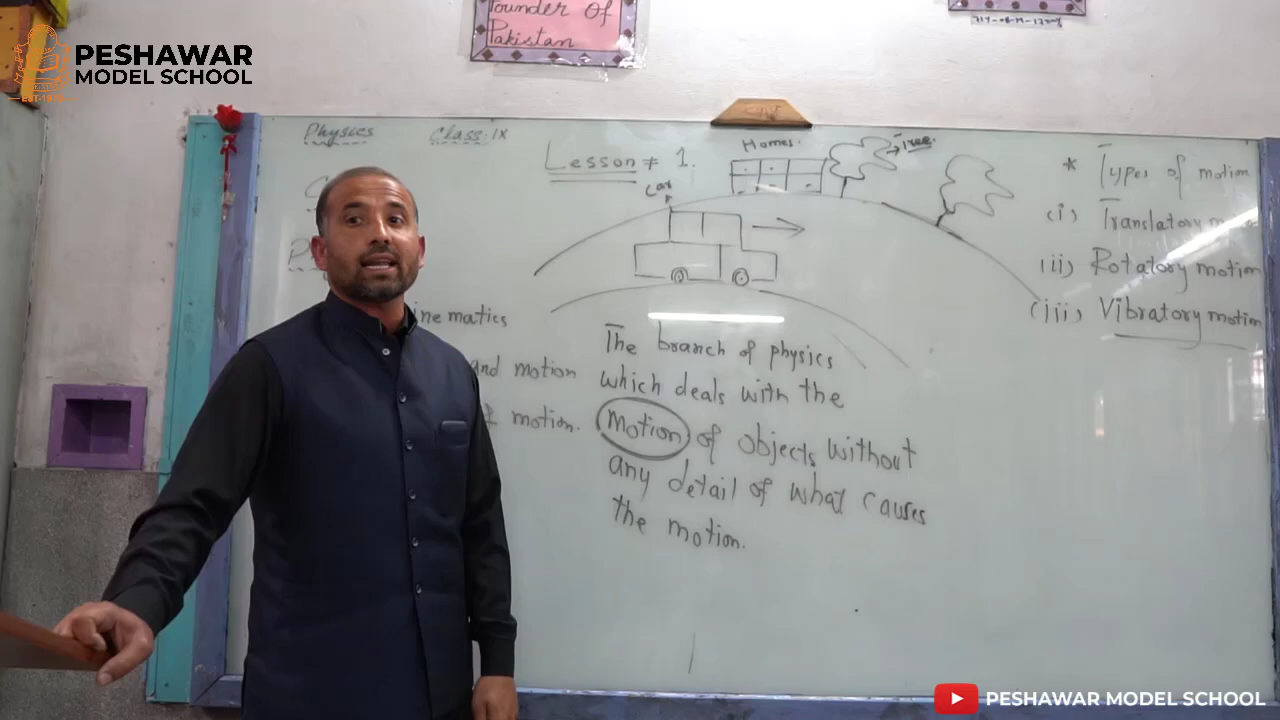 Founder of
Pakistan
PESHAWAR
MODEL SCHOOL
EST-1976
Physics Class: IX
Lesson # 1.
Homes.
Tree.
Car
* Types of motion
(i) Translatory
(ii) Rotatory motion
(iii) Vibratory motion
and motion
motion.
The branch of physics
which deals with the
Motion of objects without
any detail of what causes
the motion.
PESHAWAR MODEL SCHOOL